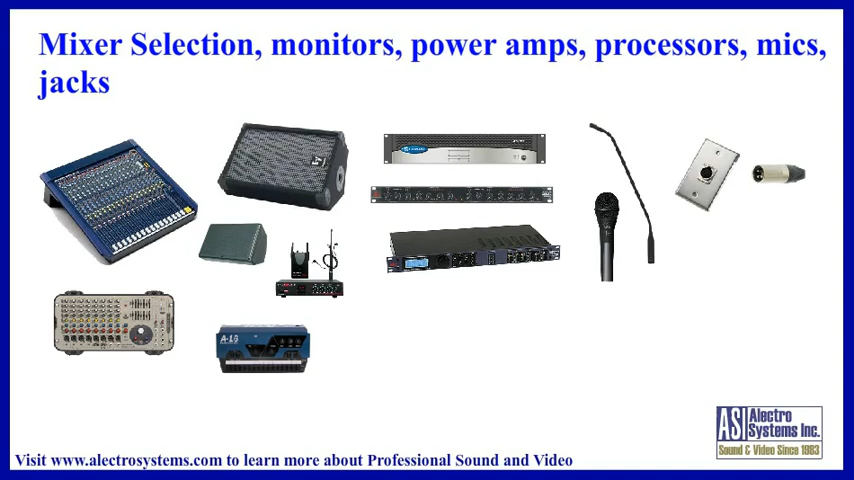 Mixer Selection, monitors, power amps, processors, mics,
jacks
A-16
ASI Alectro
Systems Inc.
Sound & Video Since 1983
Visit www.alectrosystems.com to learn more about Professional Sound and Video